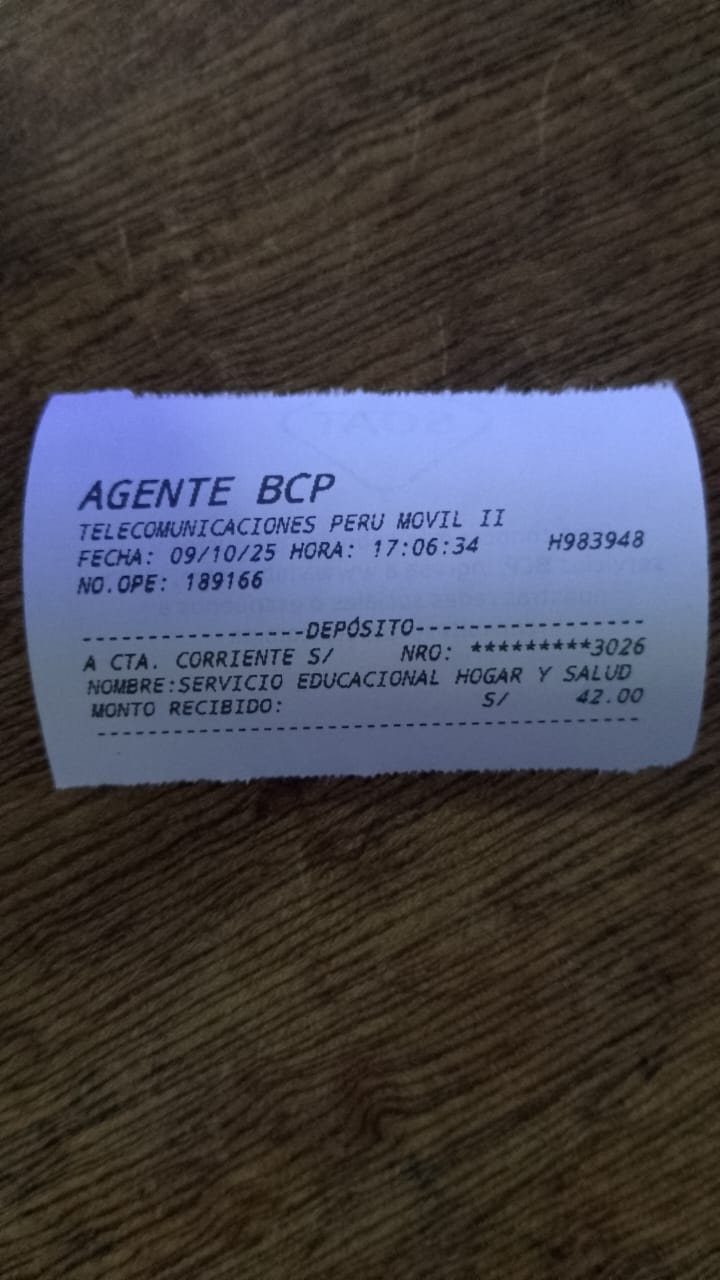 AGENTE BCP
TELECOMUNICACIONES PERU MOVIL II
FECHA: 09/10/25 HORA: 17:06:34 H983948
NO.OPE: 189166
------------------DEPÓSITO-------------------
A CTA. CORRIENTE S/ NRO: *********3026
NOMBRE:SERVICIO EDUCACIONAL HOGAR Y SALUD
MONTO RECIBIDO: S/ 42.00
---------------------------------------------